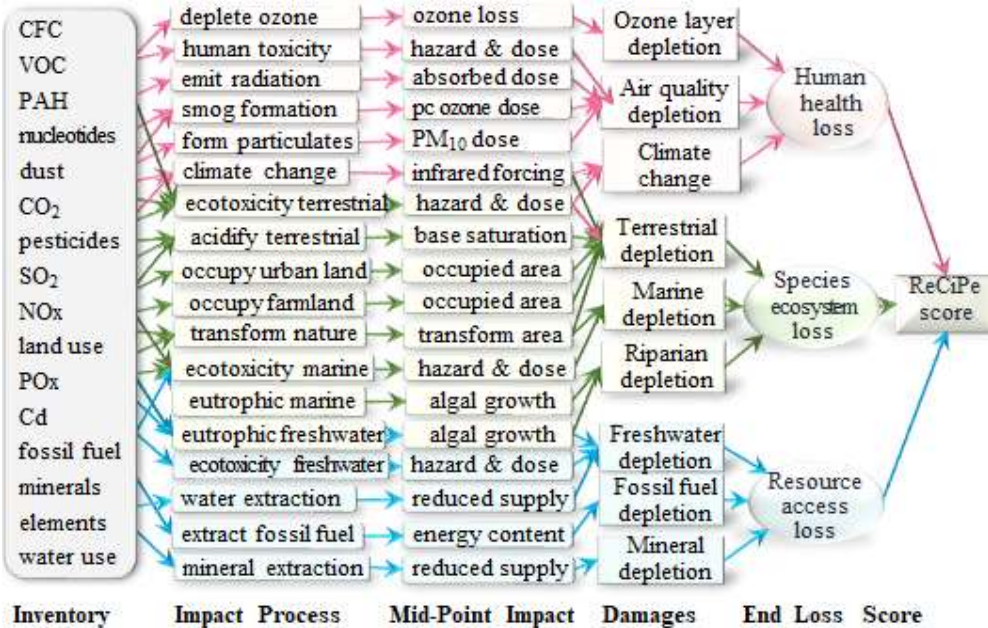 CFC
VOC
PAH
nucleotides
dust
CO₂
pesticides
SO₂
NOx
land use
POx
Cd
fossil fuel
minerals
elements
water use
deplete ozone
human toxicity
emit radiation
smog formation
form particulates
climate change
ecotoxicity terrestrial
acidify terrestrial
occupy urban land
occupy farmland
transform nature
ecotoxicity marine
eutrophic marine
eutrophic freshwater
ecotoxicity freshwater
water extraction
extract fossil fuel
mineral extraction
ozone loss
hazard & dose
absorbed dose
pc ozone dose
PM₁₀ dose
infrared forcing
hazard & dose
base saturation
occupied area
occupied area
transform area
hazard & dose
algal growth
algal growth
hazard & dose
reduced supply
energy content
reduced supply
Ozone layer
depletion
Air quality
depletion
Climate
change
Terrestrial
depletion
Marine
depletion
Riparian
depletion
Freshwater
depletion
Fossil fuel
depletion
Mineral
depletion
Human
health
loss
Species
ecosystem
loss
Resource
access
loss
ReCiPe
score
Inventory Impact Process Mid-Point Impact Damages End Loss Score